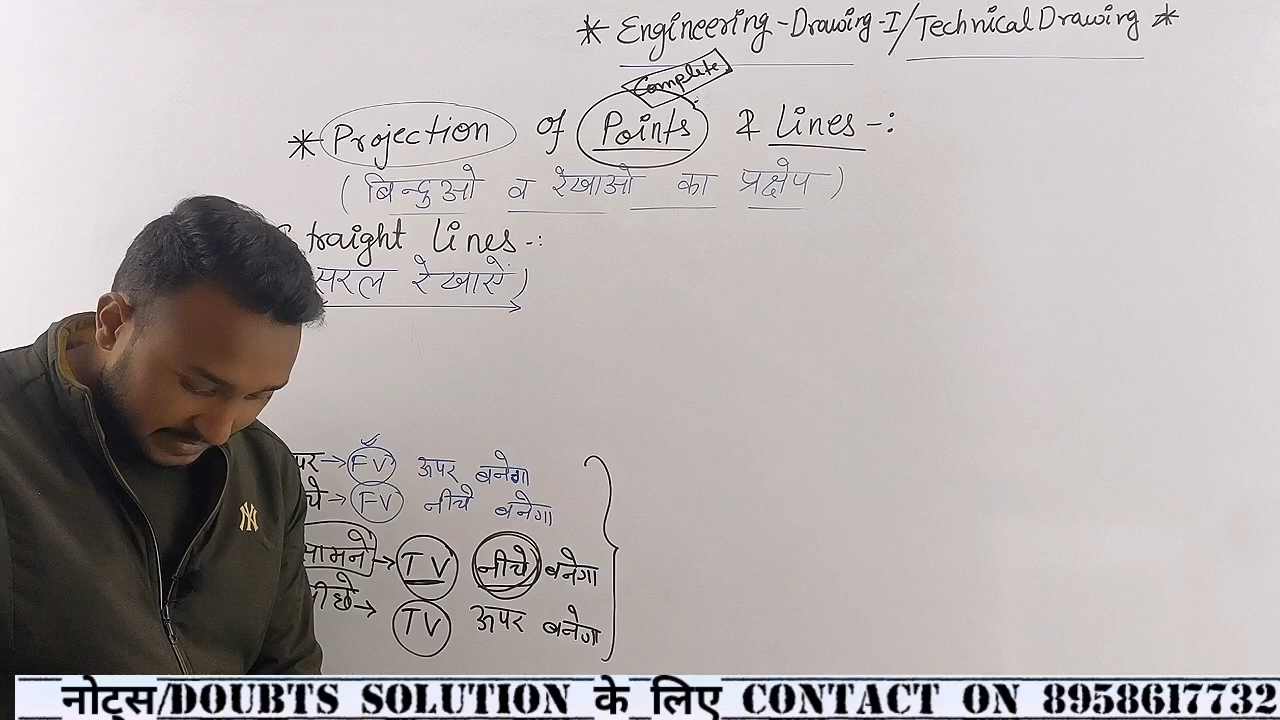 * Engineering-Drawing-I/Technical Drawing *
Complete
* Projection of Points & Lines -:
( बिन्दुओ व रेखाओ का प्रक्षेप )
traight lines -:
सरल रेखाऐं )
पर → FV ऊपर बनेगा
चे → FV नीचे बनेगा
सामने → TV नीचे बनेगा
पीछे → TV ऊपर बनेगा
NY
नोट्स/DOUBTS SOLUTION के लिए CONTACT ON 8958617732